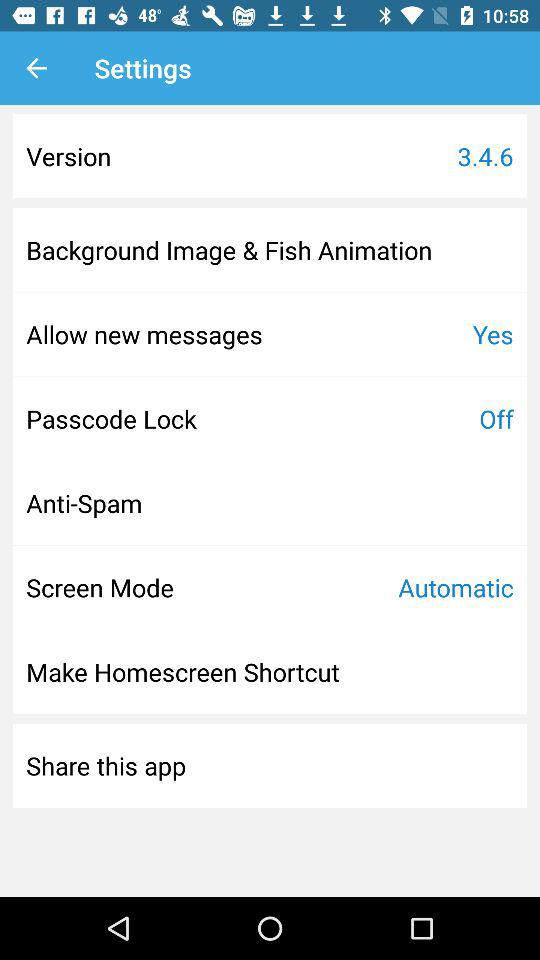 48° 10:58
Settings
Version 3.4.6
Background Image & Fish Animation
Allow new messages Yes
Passcode Lock Off
Anti-Spam
Screen Mode Automatic
Make Homescreen Shortcut
Share this app